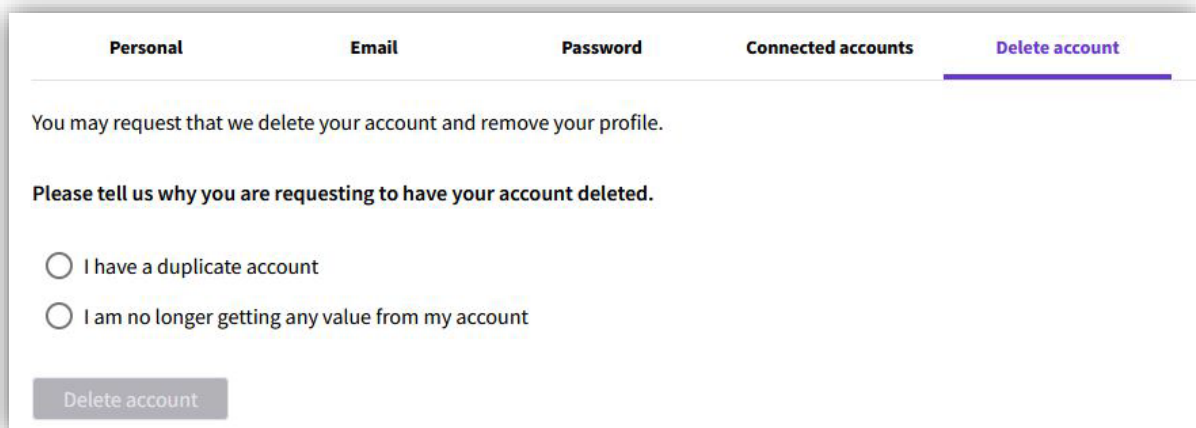 Personal Email Password Connected accounts Delete account
You may request that we delete your account and remove your profile.
Please tell us why you are requesting to have your account deleted.
I have a duplicate account
I am no longer getting any value from my account
Delete account